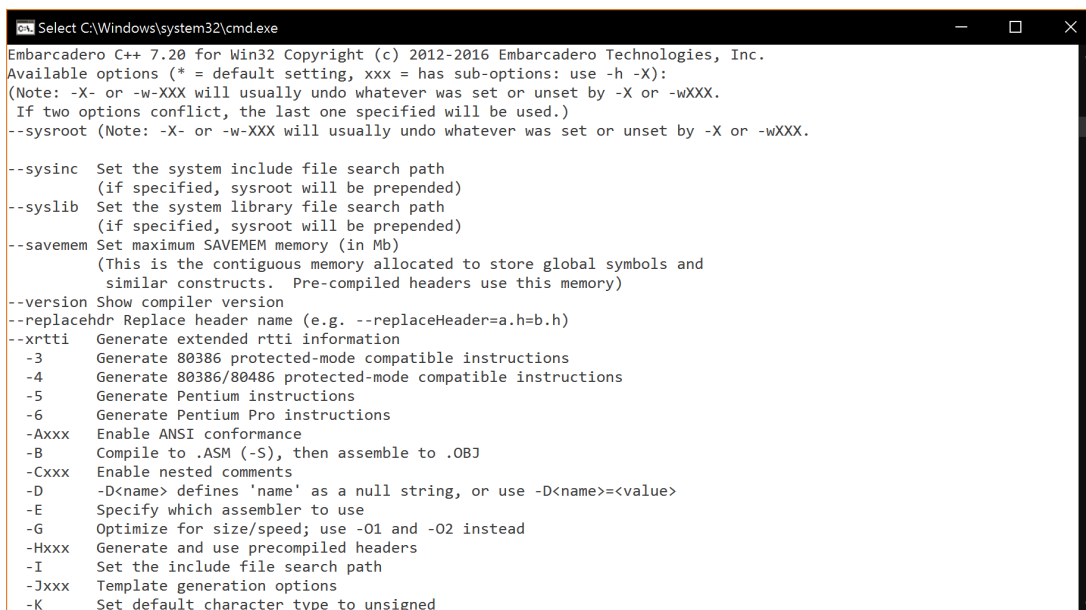 Select C:\Windows\system32\cmd.exe
Embarcadero C++ 7.20 for Win32 Copyright (c) 2012-2016 Embarcadero Technologies, Inc.
Available options (* = default setting, xxx = has sub-options: use -h -X):
(Note: -X- or -w-XXX will usually undo whatever was set or unset by -X or -wXXX.
 If two options conflict, the last one specified will be used.)
--sysroot (Note: -X- or -w-XXX will usually undo whatever was set or unset by -X or -wXXX.
--sysinc  Set the system include file search path
          (if specified, sysroot will be prepended)
--syslib  Set the system library file search path
          (if specified, sysroot will be prepended)
--savemem Set maximum SAVEMEM memory (in Mb)
          (This is the contiguous memory allocated to store global symbols and
           similar constructs.  Pre-compiled headers use this memory)
--version Show compiler version
--replacehdr Replace header name (e.g. --replaceHeader=a.h=b.h)
--xrtti   Generate extended rtti information
  -3      Generate 80386 protected-mode compatible instructions
  -4      Generate 80386/80486 protected-mode compatible instructions
  -5      Generate Pentium instructions
  -6      Generate Pentium Pro instructions
  -Axxx   Enable ANSI conformance
  -B      Compile to .ASM (-S), then assemble to .OBJ
  -Cxxx   Enable nested comments
  -D      -D<name> defines 'name' as a null string, or use -D<name>=<value>
  -E      Specify which assembler to use
  -G      Optimize for size/speed; use -O1 and -O2 instead
  -Hxxx   Generate and use precompiled headers
  -I      Set the include file search path
  -Jxxx   Template generation options
  -K      Set default character type to unsigned